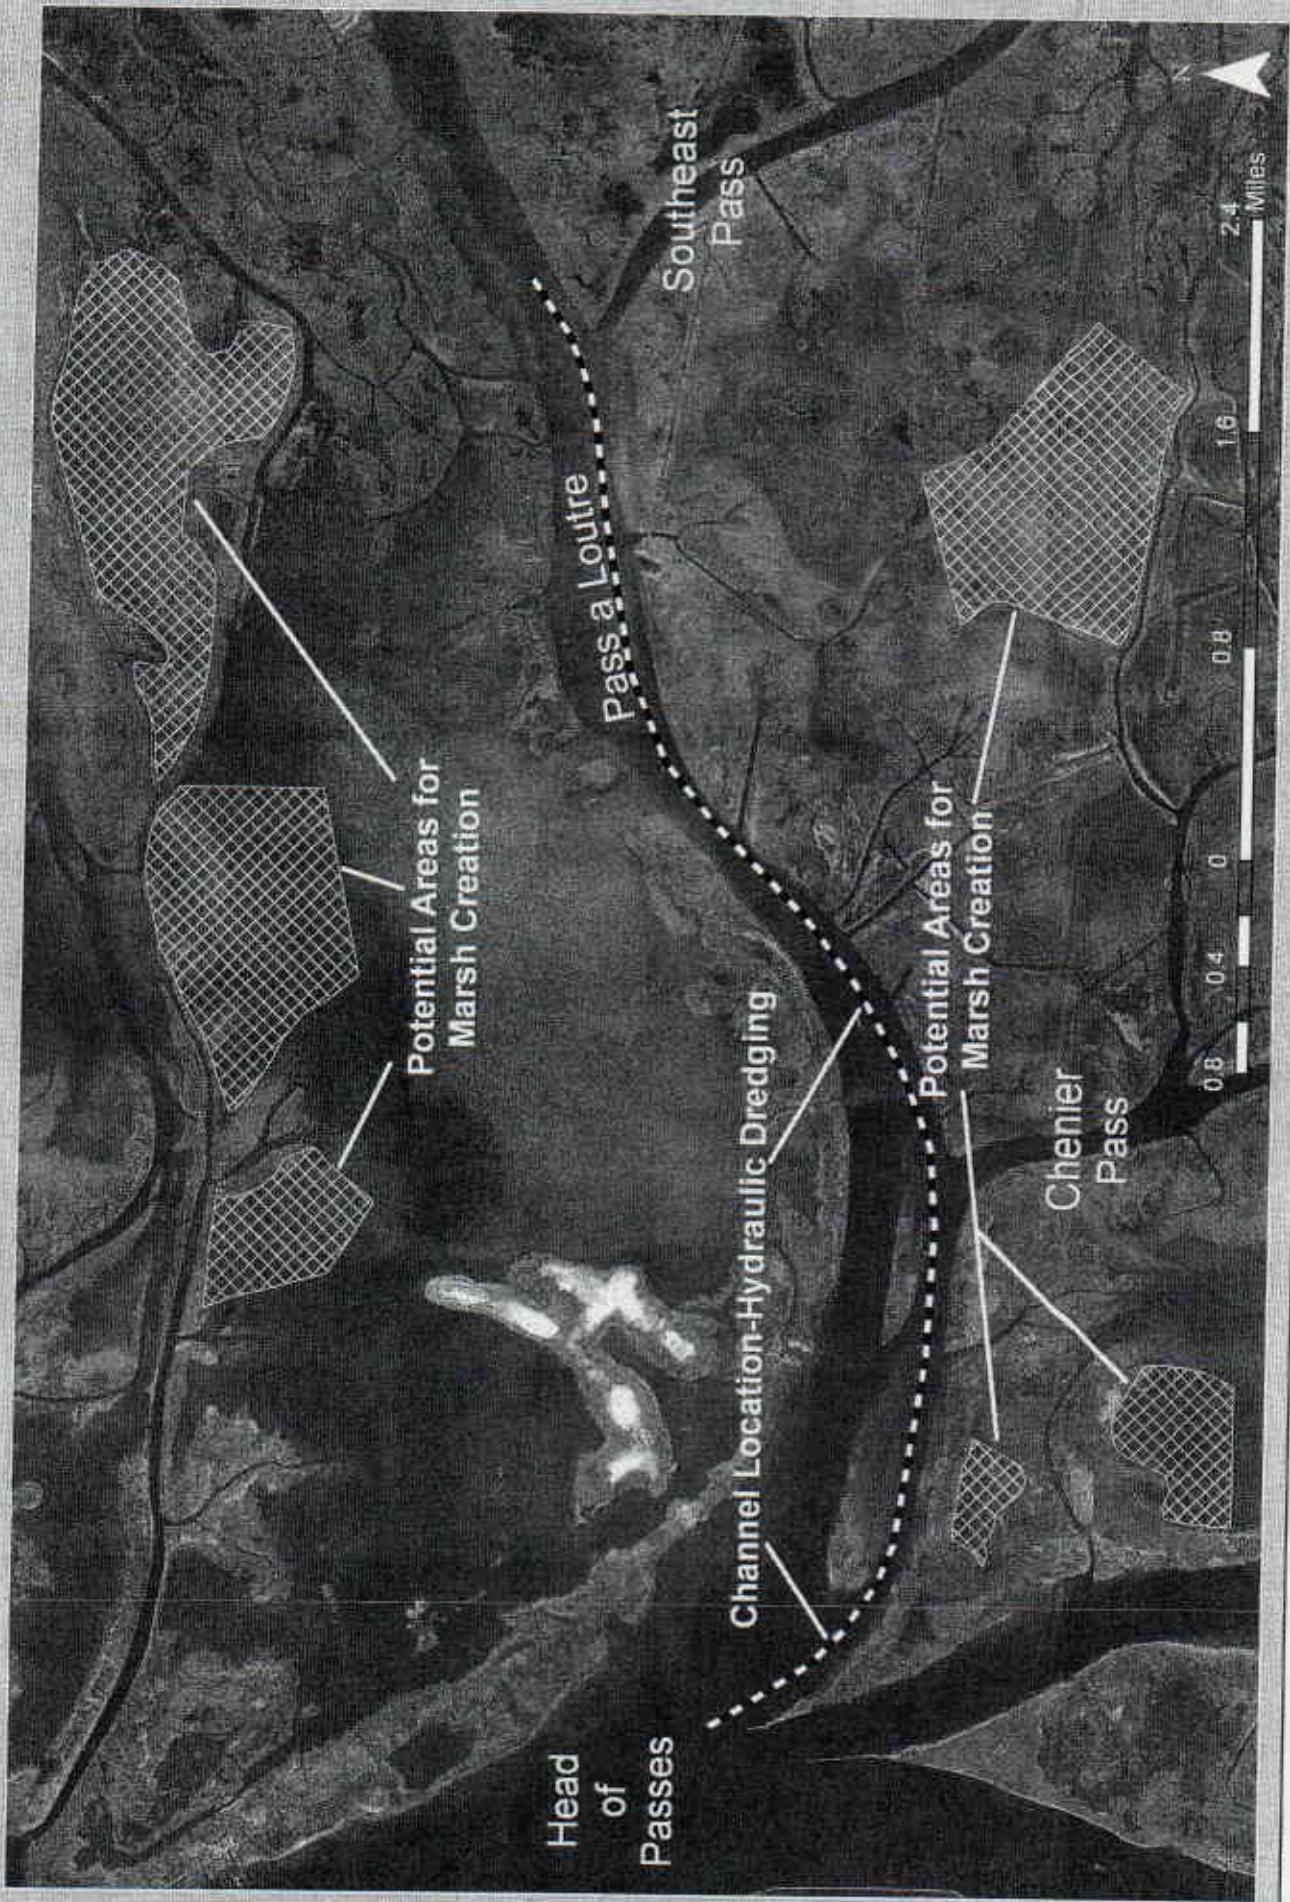 Head
of
Passes
Channel Location-Hydraulic Dredging
Potential Areas for
Marsh Creation
Pass a Loutre
Southeast
Pass
Potential Areas for
Marsh Creation
Chenier
Pass
N
0.8 0.4 0 0.8 1.6 2.4
Miles